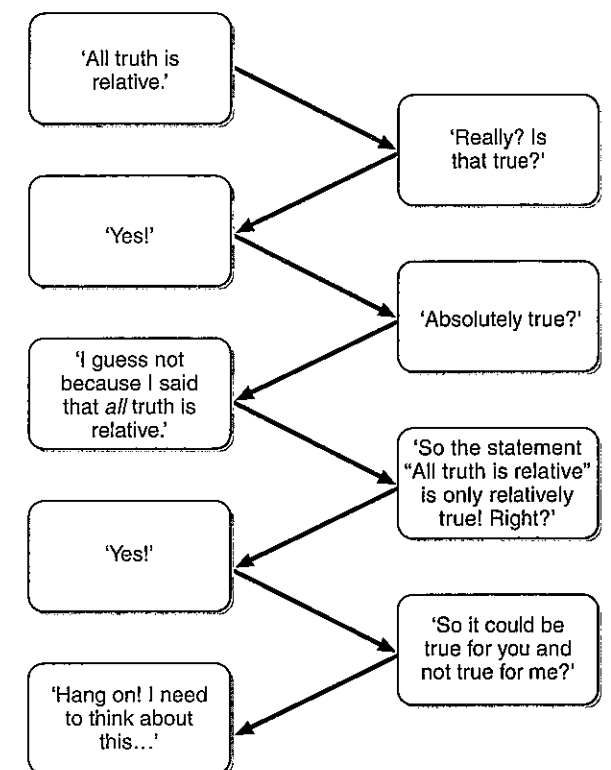 ‘All truth is
relative.’
‘Really? Is
that true?'
‘Yes!’
‘Absolutely true?’
‘I guess not
because I said
that all truth is
relative.’
‘So the statement
“All truth is relative”
is only relatively
true! Right?’
‘Yes!’
‘So it could be
true for you and
not true for me?’
‘Hang on! I need
to think about
this...’